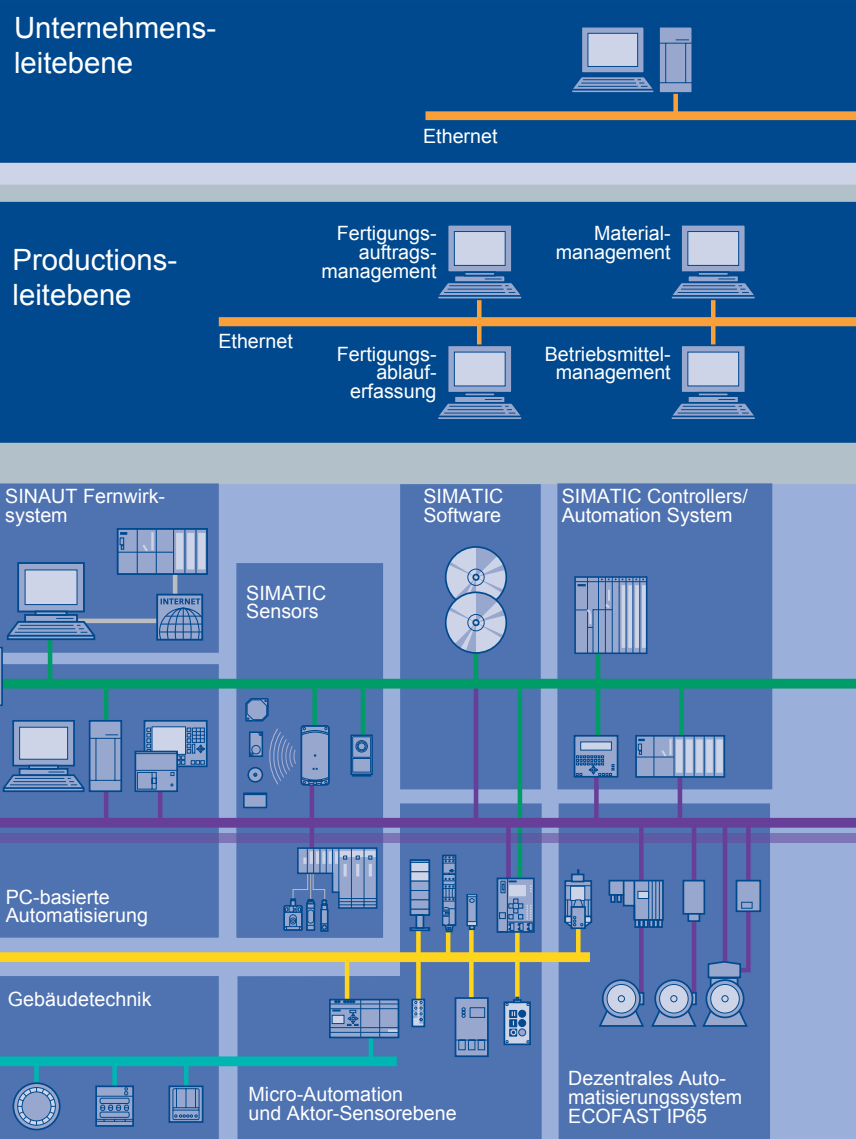 Unternehmens-
leitebene
Ethernet
Productions-
leitebene
Fertigungs-
auftrags-
management
Material-
management
Ethernet
Fertigungs-
ablauf-
erfassung
Betriebsmittel-
management
SINAUT Fernwirk-
system
INTERNET
SIMATIC
Sensors
SIMATIC
Software
SIMATIC Controllers/
Automation System
PC-basierte
Automatisierung
Gebäudetechnik
Micro-Automation
und Aktor-Sensorebene
Dezentrales Auto-
matisierungssystem
ECOFAST IP65